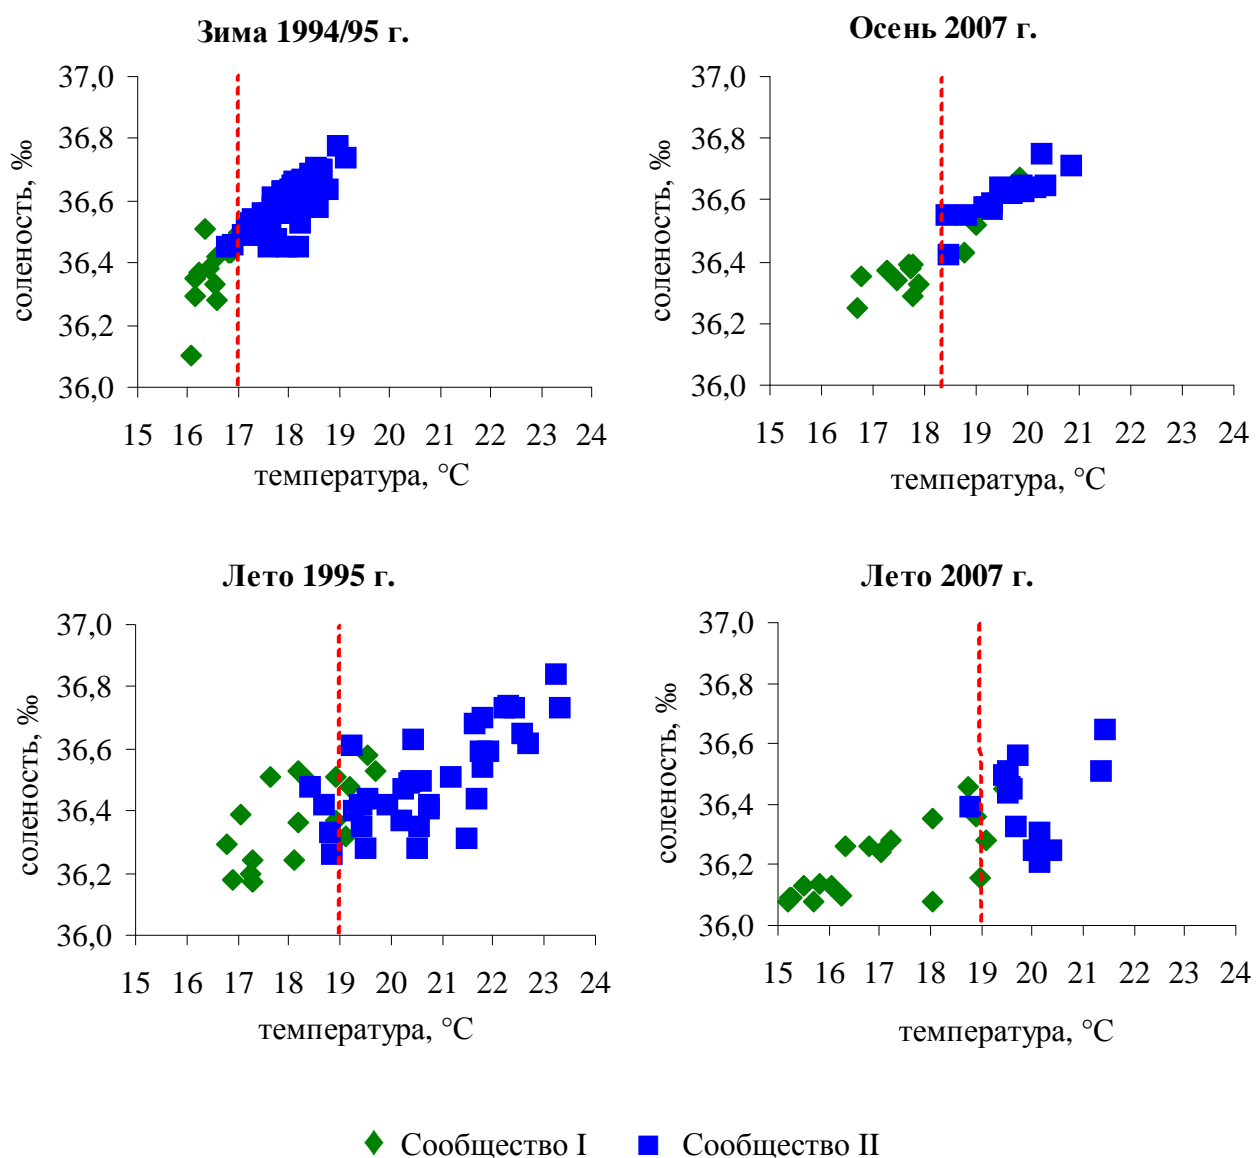 Зима 1994/95 г.
37,0
36,8
36,6
36,4
36,2
36,0
соленость, ‰
15 16 17 18 19 20 21 22 23 24
температура, °C
Осень 2007 г.
37,0
36,8
36,6
36,4
36,2
36,0
соленость, ‰
15 16 17 18 19 20 21 22 23 24
температура, °C
Лето 1995 г.
37,0
36,8
36,6
36,4
36,2
36,0
соленость, ‰
15 16 17 18 19 20 21 22 23 24
температура, °C
Лето 2007 г.
37,0
36,8
36,6
36,4
36,2
36,0
соленость, ‰
15 16 17 18 19 20 21 22 23 24
температура, °C
Сообщество I Сообщество II